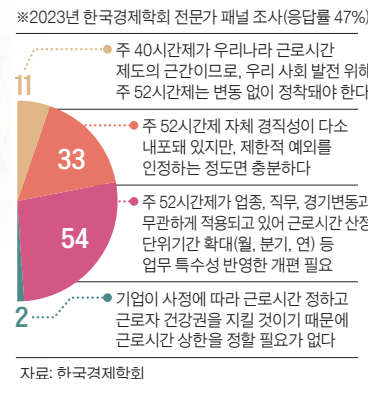 ※2023년 한국경제학회 전문가 패널 조사(응답률 47%)
주 40시간제가 우리나라 근로시간
제도의 근간이므로, 우리 사회 발전 위해
주 52시간제는 변동 없이 정착돼야 한다
11
주 52시간제 자체 경직성이 다소
내포돼 있지만, 제한적 예외를
인정하는 정도면 충분하다
33
주 52시간제가 업종, 직무, 경기변동과
무관하게 적용되고 있어 근로시간 산정
단위기간 확대(월, 분기, 연) 등
업무 특수성 반영한 개편 필요
54
기업이 사정에 따라 근로시간 정하고
근로자 건강권을 지킬 것이기 때문에
근로시간 상한을 정할 필요가 없다
2
자료: 한국경제학회